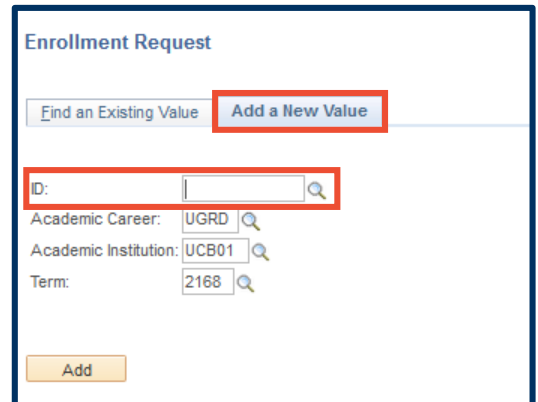 Enrollment Request
Find an Existing Value Add a New Value
ID:
Academic Career: UGRD
Academic Institution: UCB01
Term: 2168
Add